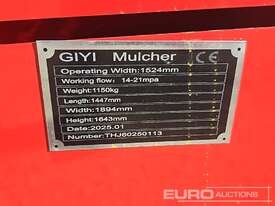 GIYI Mulcher CE
Operating Width:1524mm
Working flow: 14-21mpa
Weight:1150kg
Length:1447mm
Width:1894mm
Height:1643mm
Date:2025.01
Number:THJ60250113
EURO AUCTIONS